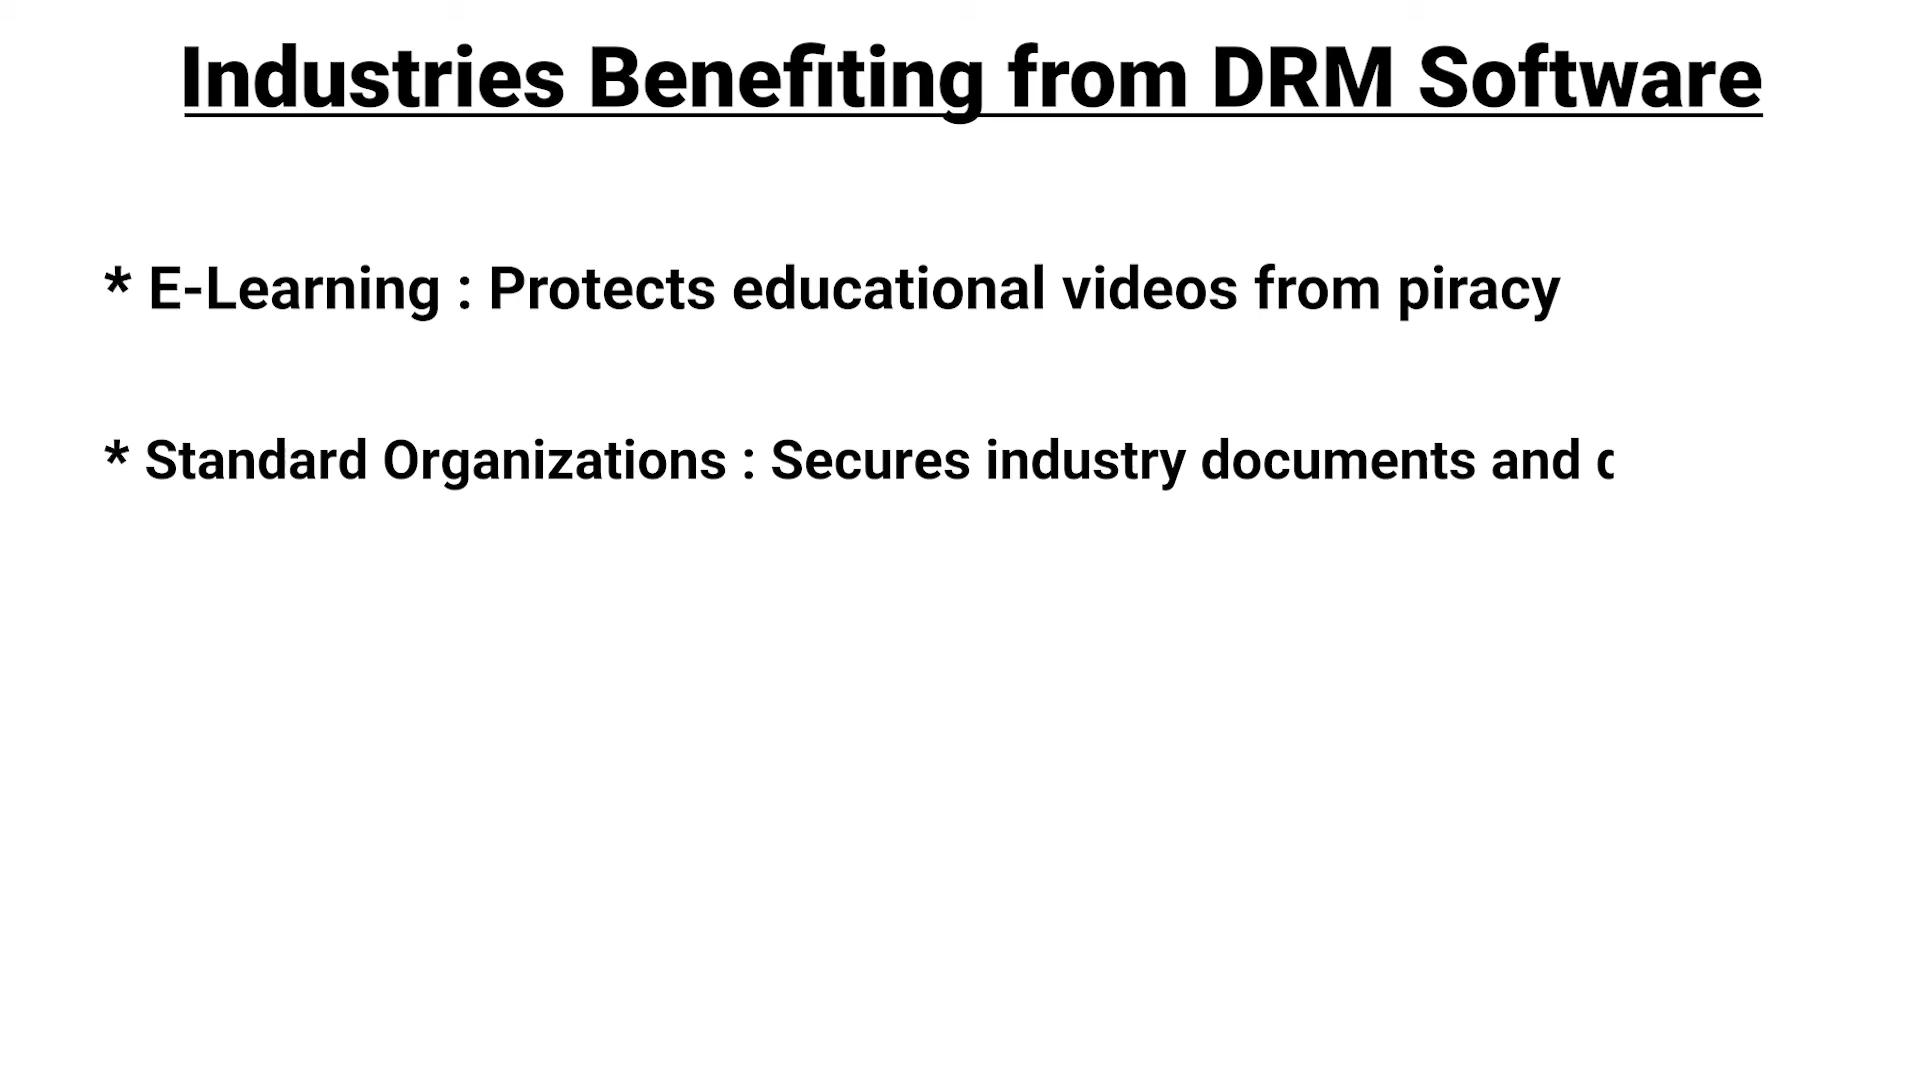 Industries Benefiting from DRM Software
* E-Learning : Protects educational videos from piracy
* Standard Organizations : Secures industry documents and